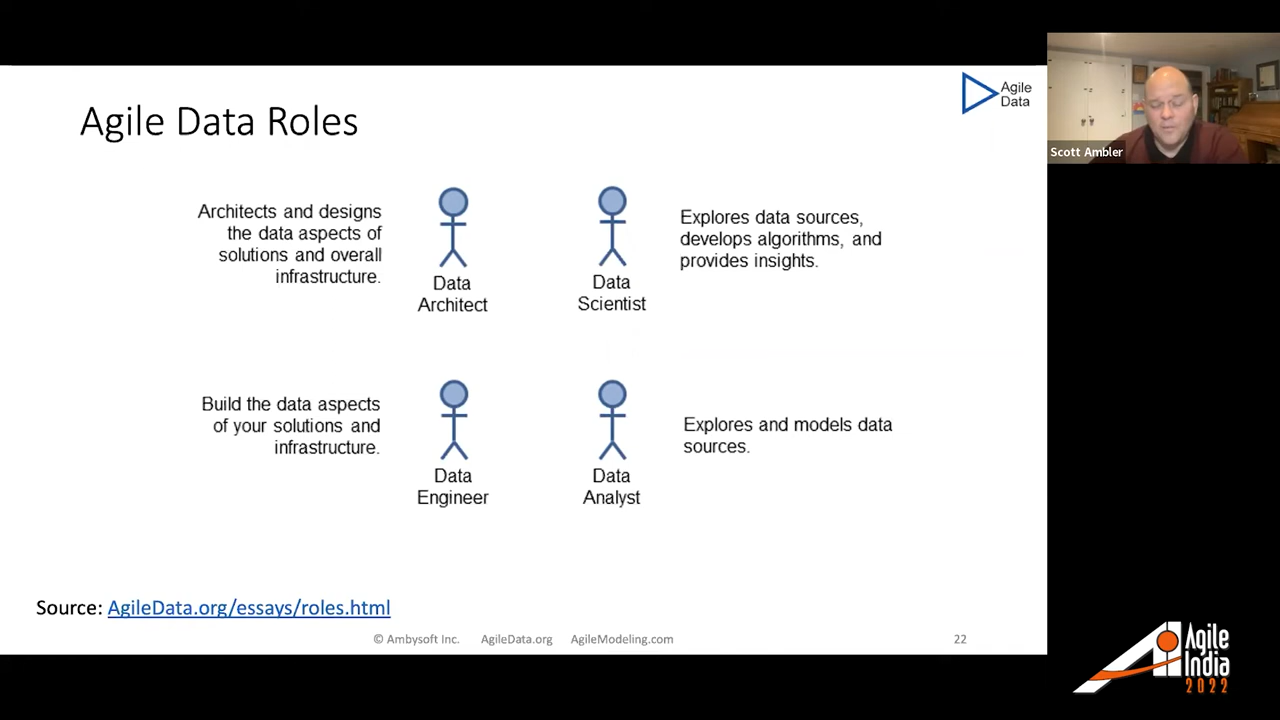 Agile Data Roles
Agile
Data
Scott Ambler
Architects and designs
the data aspects of
solutions and overall
infrastructure.
Data
Architect
Data
Scientist
Explores data sources,
develops algorithms, and
provides insights.
Build the data aspects
of your solutions and
infrastructure.
Data
Engineer
Data
Analyst
Explores and models data
sources.
Source: AgileData.org/essays/roles.html
© Ambysoft Inc. AgileData.org AgileModeling.com
22
Agile
India
2022